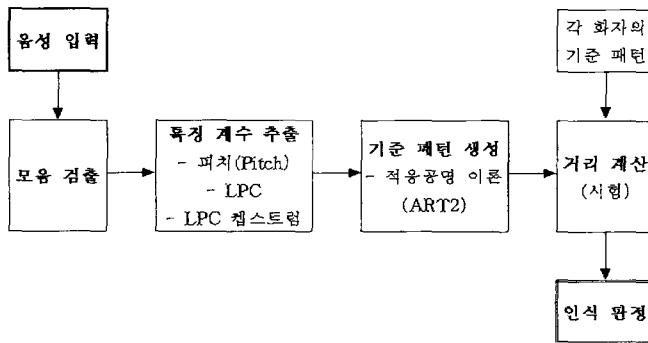 음성 입력
모음 검출
특징 계수 추출
- 피치(Pitch)
- LPC
- LPC 켑스트럼
기준 패턴 생성
- 적응공명 이론
(ART2)
각 화자의
기준 패턴
거리 계산
(시험)
인식 판정